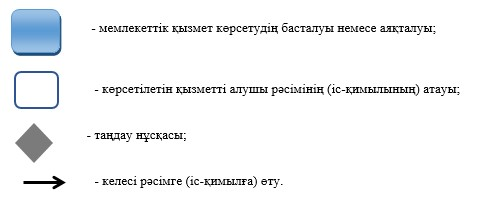 - мемлекеттік қызмет көрсетудің басталуы немесе аяқталуы;
- көрсетілетін қызметті алушы рәсімінің (іс-қимылының) атауы;
- таңдау нұсқасы;
- келесі рәсімге (іс-қимылға) өту.